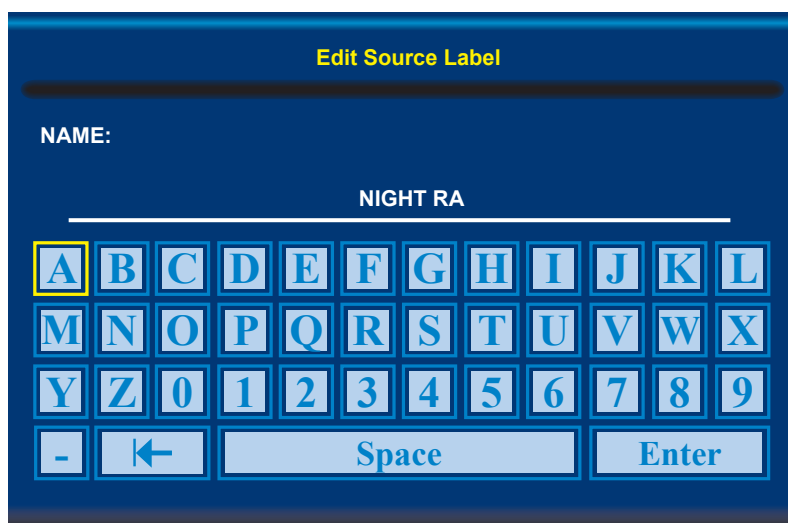 Edit Source Label
NAME:
NIGHT RA
A B C D E F G H I J K L
M N O P Q R S T U V W X
Y Z 0 1 2 3 4 5 6 7 8 9
- Space Enter